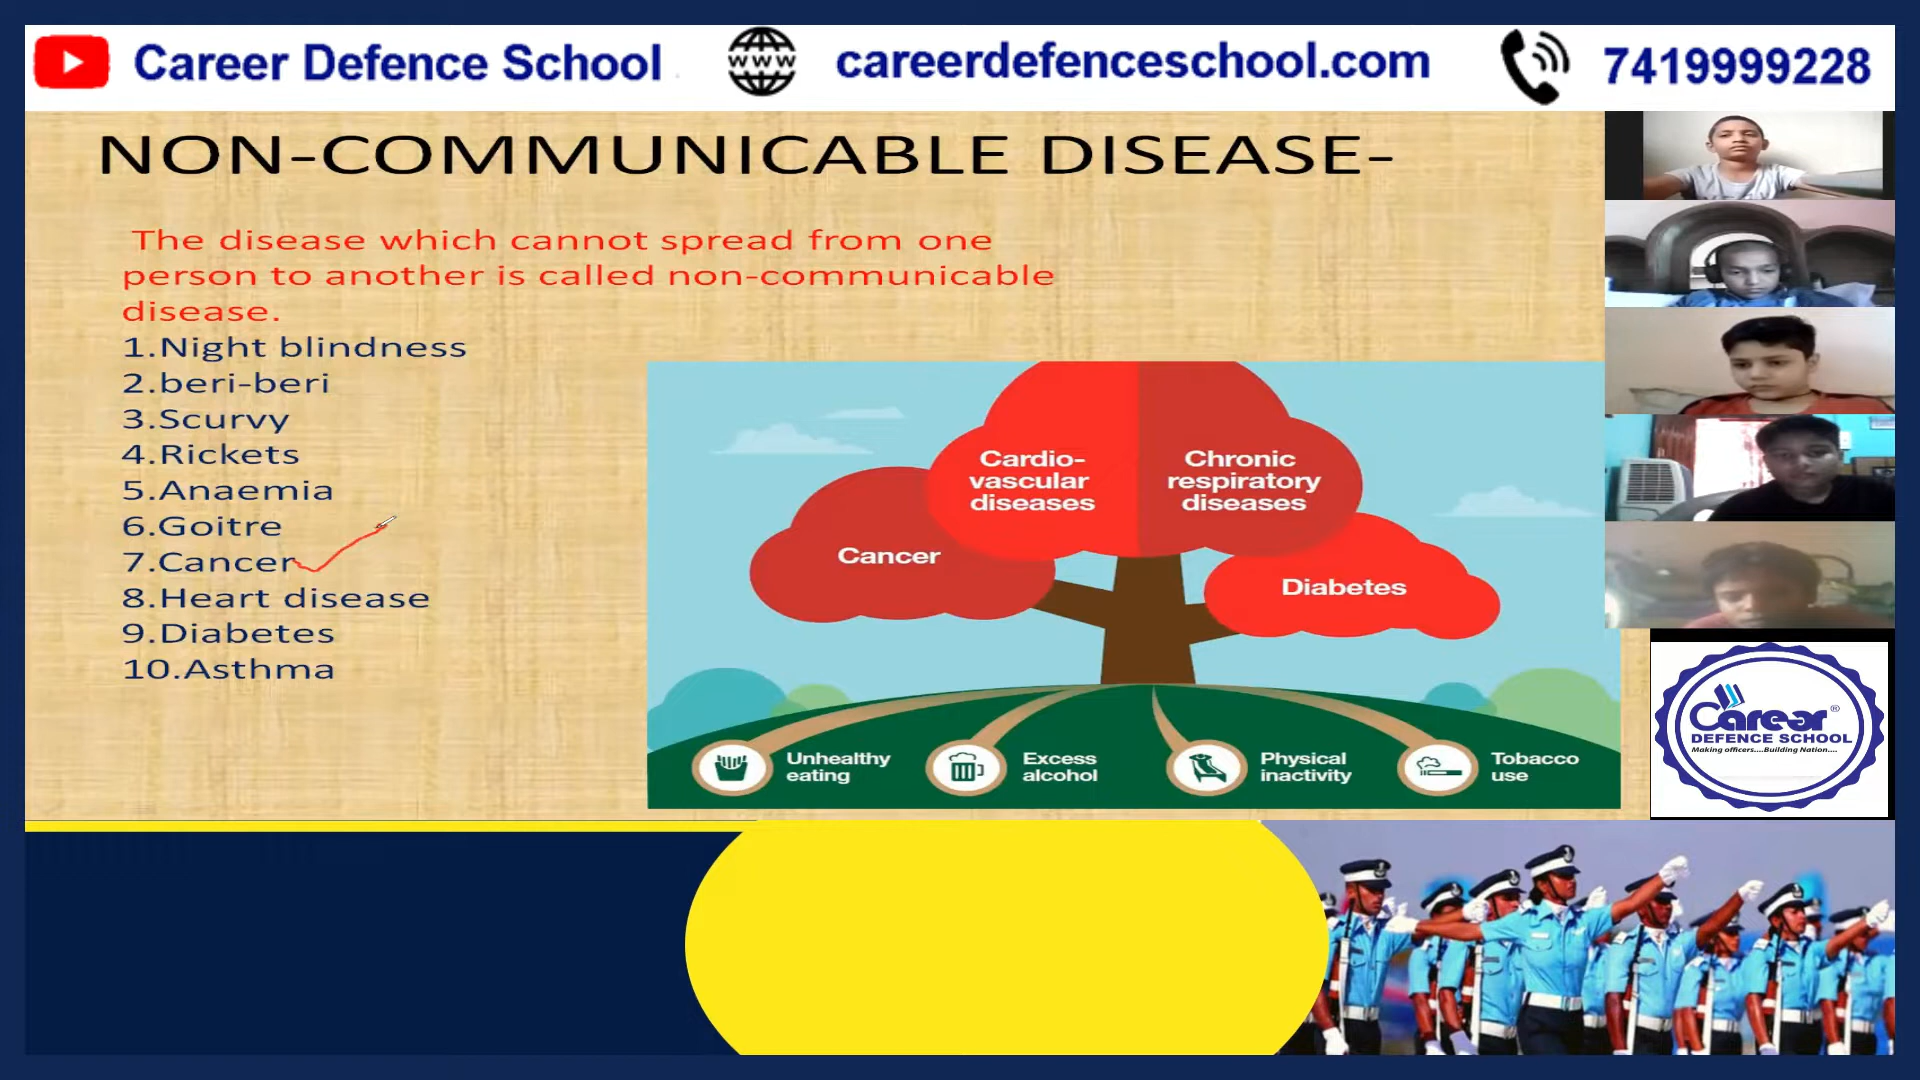 Career Defence School
www
careerdefenceschool.com
7419999228
NON-COMMUNICABLE DISEASE-
The disease which cannot spread from one
person to another is called non-communicable
disease.
1.Night blindness
2.beri-beri
3.Scurvy
4.Rickets
5.Anaemia
6.Goitre
7.Cancer
8.Heart disease
9.Diabetes
10.Asthma
Cardio-
vascular
diseases
Chronic
respiratory
diseases
Cancer
Diabetes
Unhealthy
eating
Excess
alcohol
Physical
inactivity
Tobacco
use
Career®
DEFENCE SCHOOL
Making officers....Building Nation....